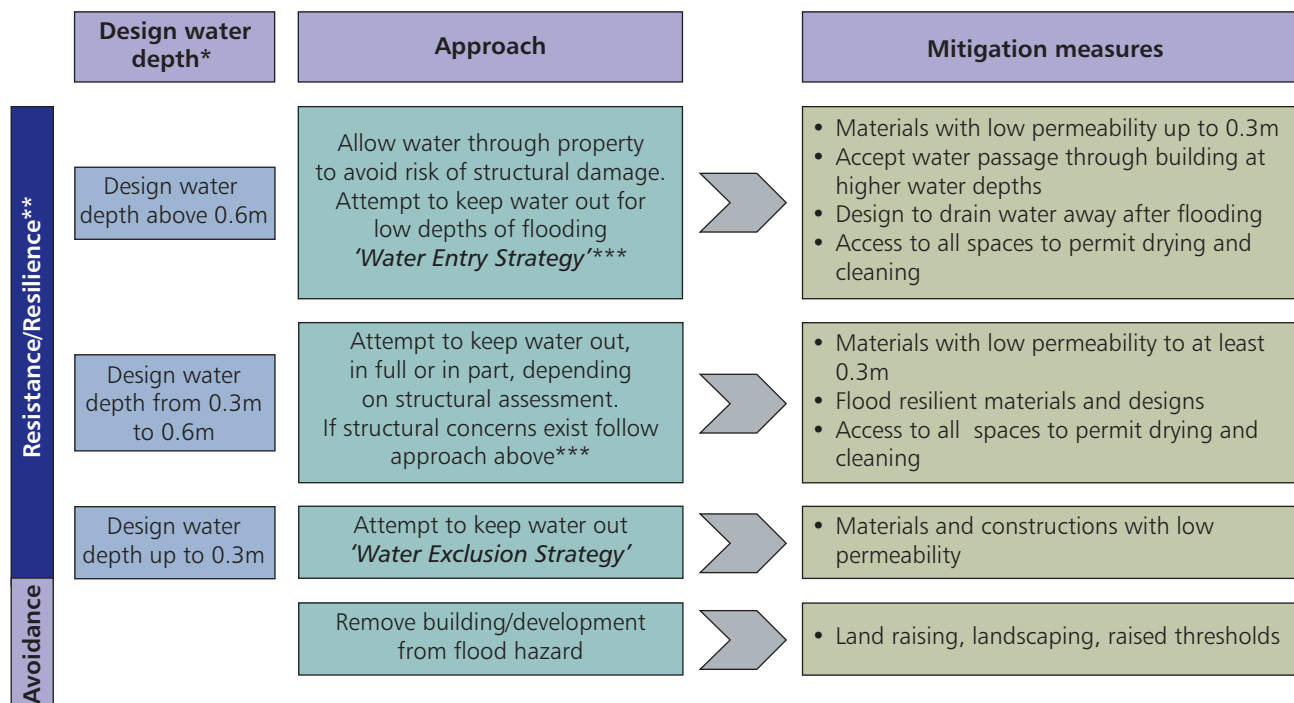 Design water
depth*
Approach
Mitigation measures
Resistance/Resilience**
Design water
depth above 0.6m
Allow water through property
to avoid risk of structural damage.
Attempt to keep water out for
low depths of flooding
‘Water Entry Strategy’***
• Materials with low permeability up to 0.3m
• Accept water passage through building at
higher water depths
• Design to drain water away after flooding
• Access to all spaces to permit drying and
cleaning
Design water
depth from 0.3m
to 0.6m
Attempt to keep water out,
in full or in part, depending
on structural assessment.
If structural concerns exist follow
approach above***
• Materials with low permeability to at least
0.3m
• Flood resilient materials and designs
• Access to all spaces to permit drying and
cleaning
Design water
depth up to 0.3m
Attempt to keep water out
‘Water Exclusion Strategy’
• Materials and constructions with low
permeability
Avoidance
Remove building/development
from flood hazard
• Land raising, landscaping, raised thresholds